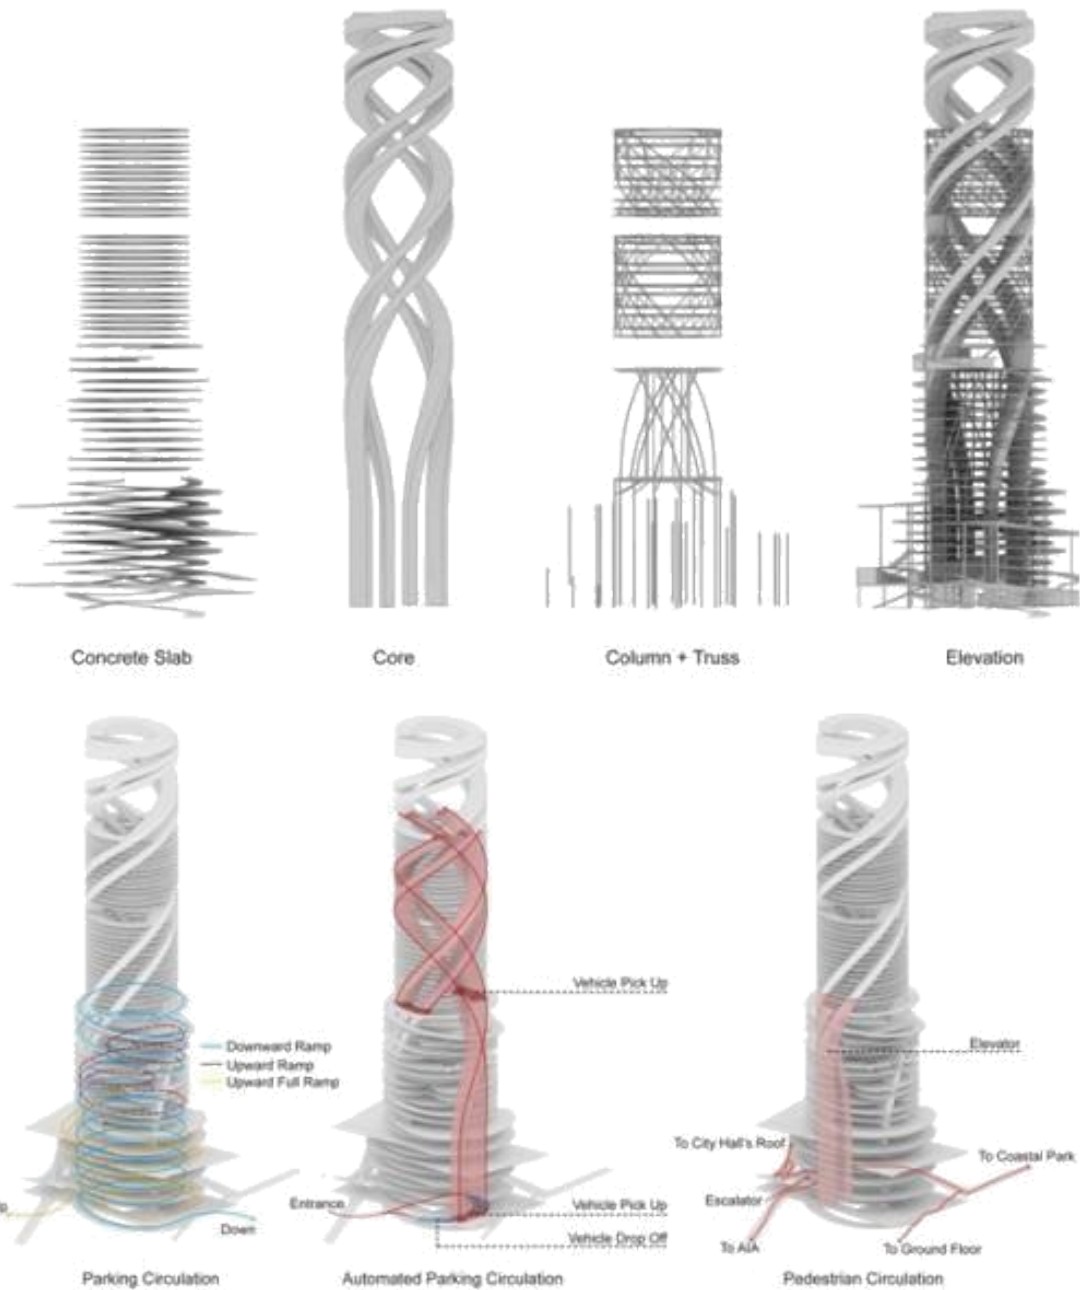 Concrete Slab
Core
Column + Truss
Elevation
Downward Ramp
Upward Ramp
Upward Full Ramp
Down
Parking Circulation
Vehicle Pick Up
Entrance
Vehicle Pick Up
Vehicle Drop Off
Automated Parking Circulation
Elevator
To City Hall's Roof
To Coastal Park
Escalator
To AIA
To Ground Floor
Pedestrian Circulation